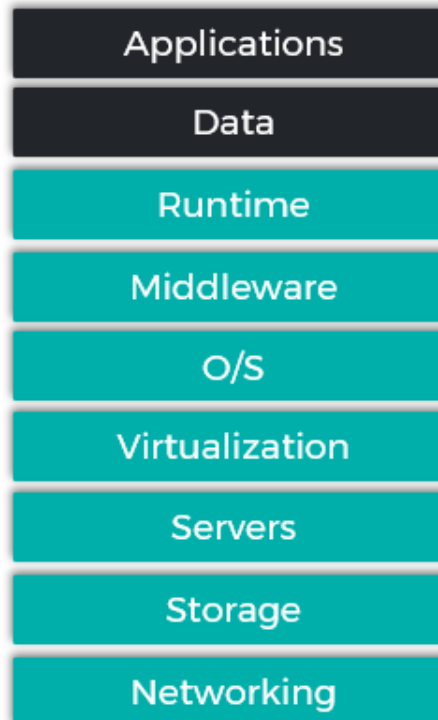 Applications
Data
Runtime
Middleware
O/S
Virtualization
Servers
Storage
Networking